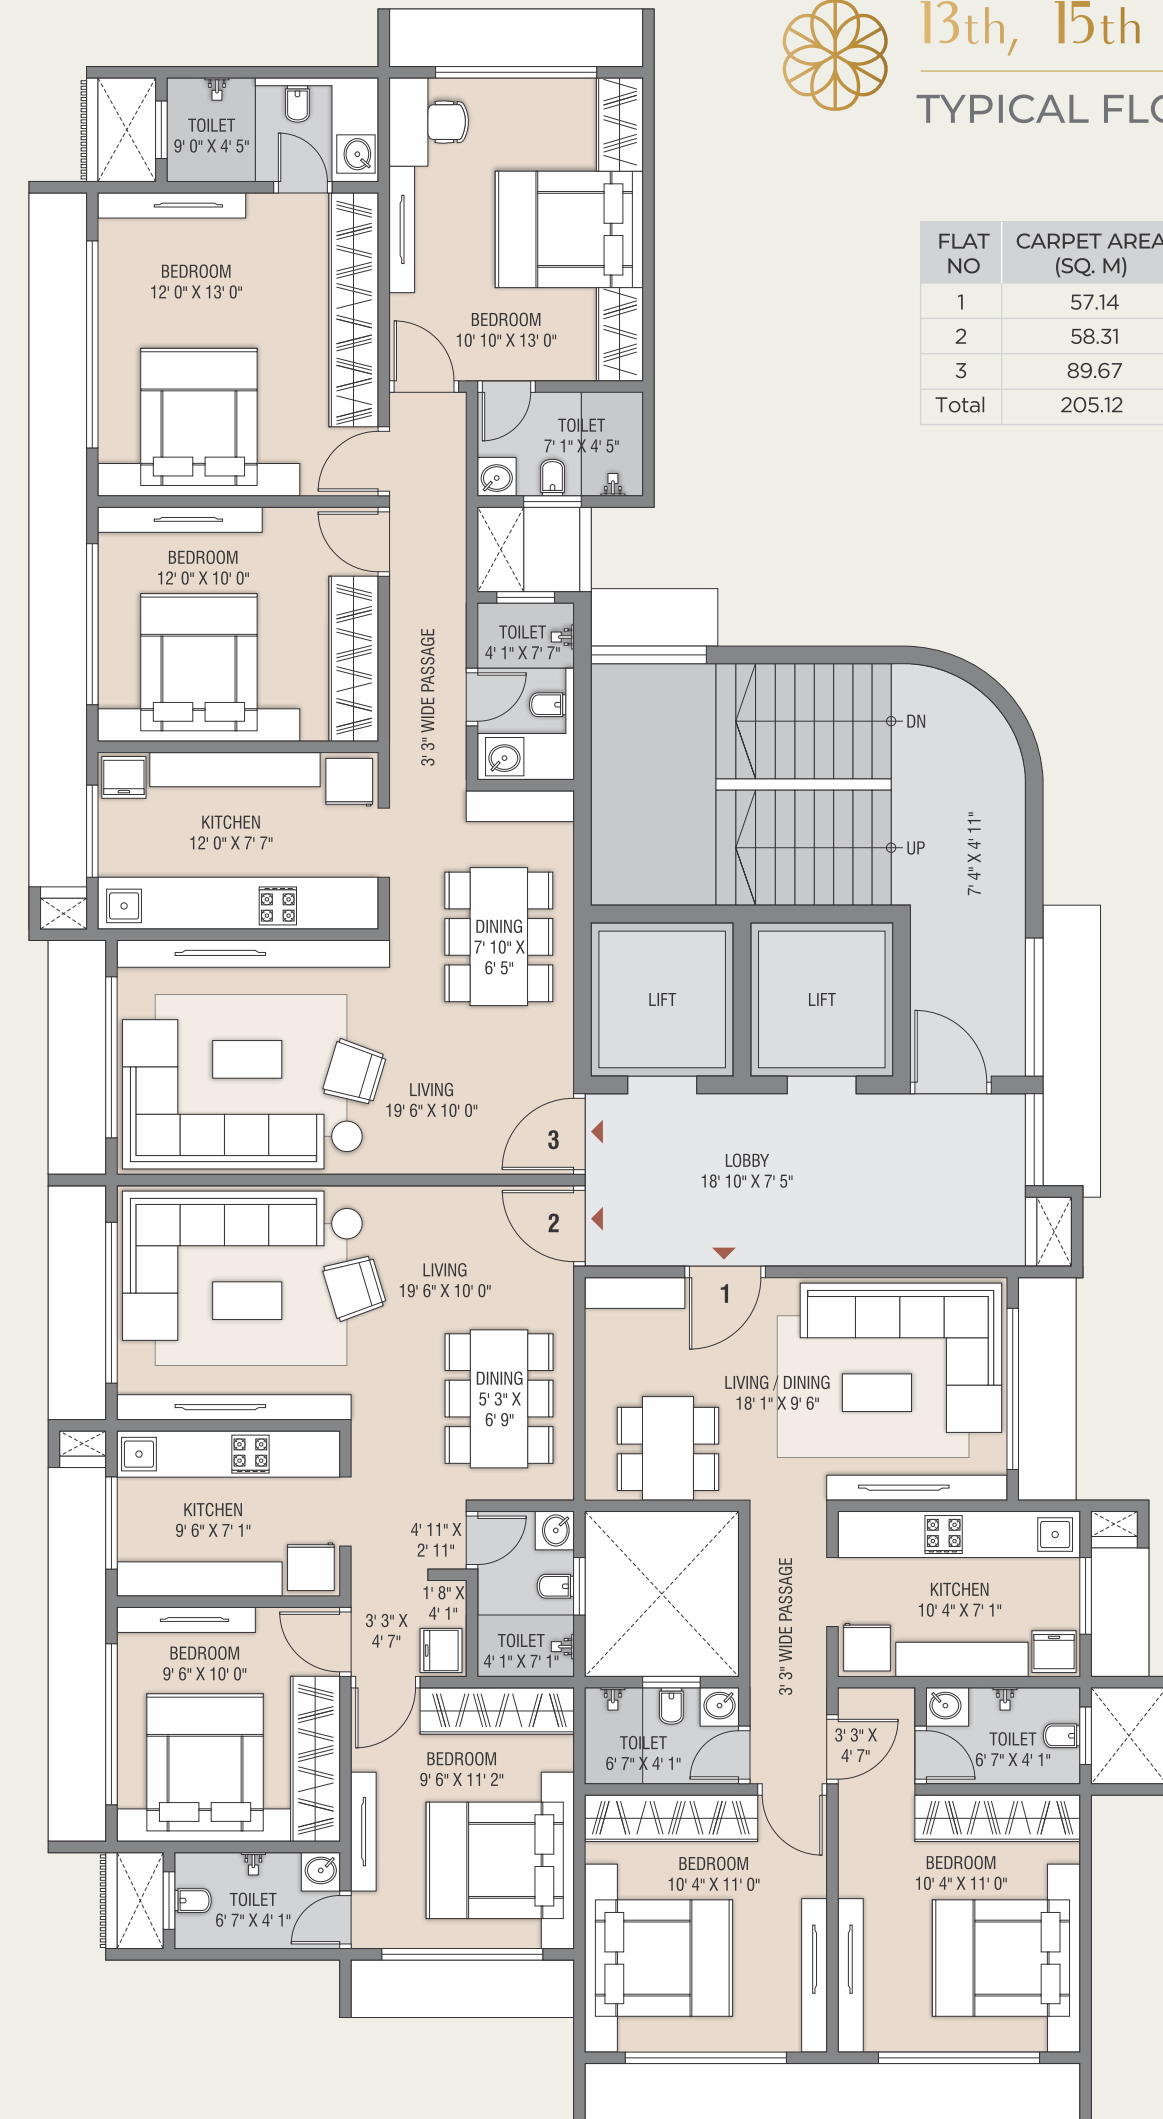 13th, 15th
TYPICAL FLO
FLAT NO
CARPET AREA (SQ. M)
1 57.14
2 58.31
3 89.67
Total 205.12
TOILET
9' 0" X 4' 5"
BEDROOM
12' 0" X 13' 0"
BEDROOM
10' 10" X 13' 0"
TOILET
7' 1" X 4' 5"
BEDROOM
12' 0" X 10' 0"
TOILET
4' 1" X 7' 7"
3' 3" WIDE PASSAGE
DN
UP
7' 4" X 4' 11"
KITCHEN
12' 0" X 7' 7"
DINING
7' 10" X
6' 5"
LIFT
LIFT
LIVING
19' 6" X 10' 0"
3
LOBBY
18' 10" X 7' 5"
2
LIVING
19' 6" X 10' 0"
1
DINING
5' 3" X
6' 9"
LIVING / DINING
18' 1" X 9' 6"
KITCHEN
9' 6" X 7' 1"
4' 11" X
2' 11"
1' 8" X
4' 1"
3' 3" X
4' 7"
TOILET
4' 1" X 7' 1"
3' 3" WIDE PASSAGE
KITCHEN
10' 4" X 7' 1"
BEDROOM
9' 6" X 10' 0"
BEDROOM
9' 6" X 11' 2"
TOILET
6' 7" X 4' 1"
3' 3" X
4' 7"
TOILET
6' 7" X 4' 1"
TOILET
6' 7" X 4' 1"
BEDROOM
10' 4" X 11' 0"
BEDROOM
10' 4" X 11' 0"